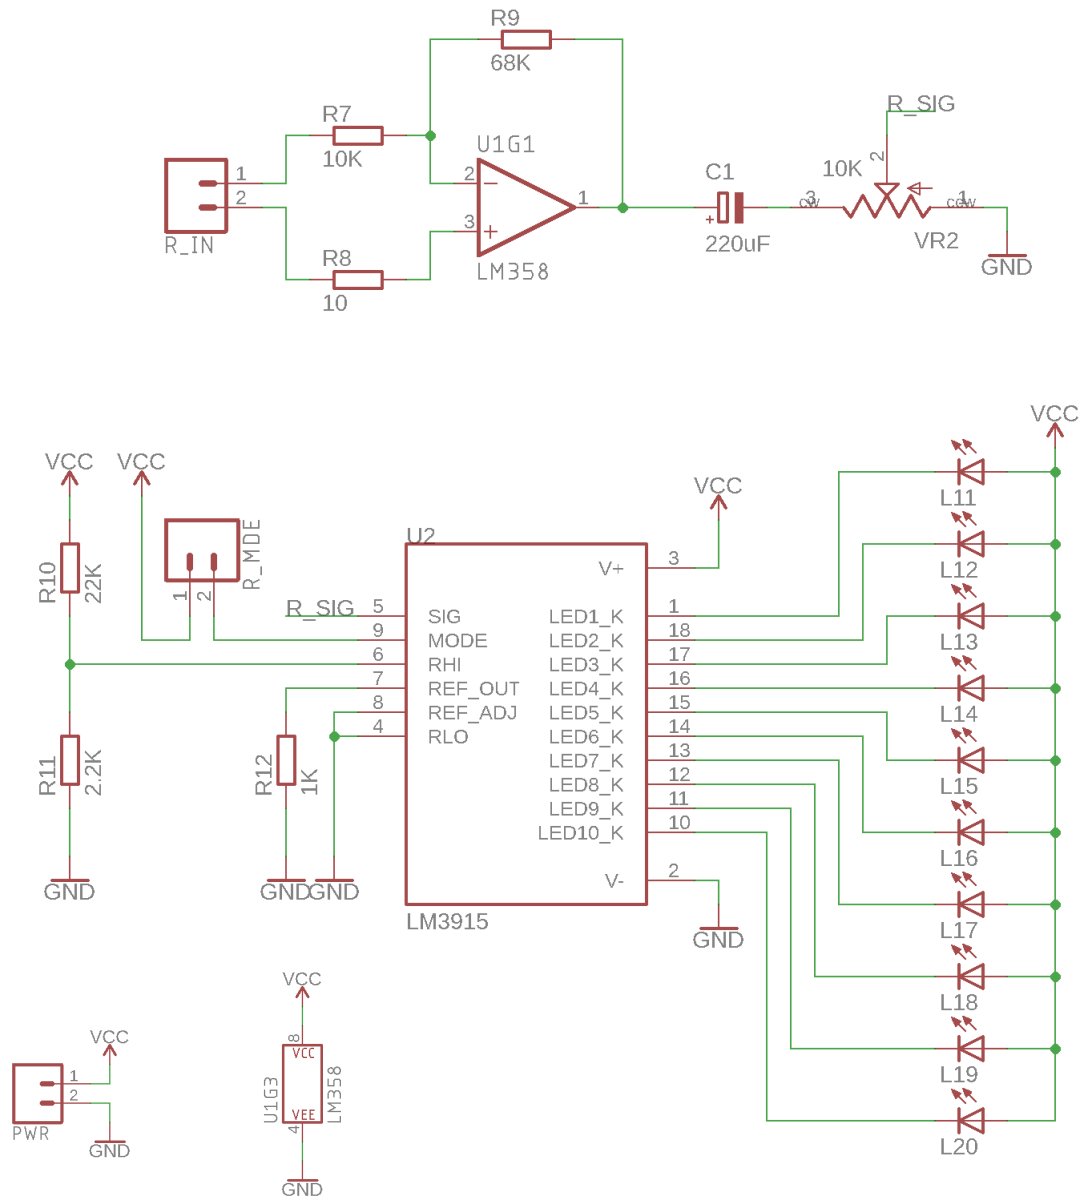 R9
68K
R7
10K
U1G1
2
3
1
LM358
R_IN
1
2
R8
10
C1
+
220uF
R_SIG
10K
2
3
cw
1
ccw
VR2
GND
VCC
VCC
VCC
VCC
R10
22K
R_MDE
1
2
R_SIG
U2
5
SIG
9
MODE
6
RHI
7
REF_OUT
8
REF_ADJ
4
RLO
V+
3
LED1_K
1
LED2_K
18
LED3_K
17
LED4_K
16
LED5_K
15
LED6_K
14
LED7_K
13
LED8_K
12
LED9_K
11
LED10_K
10
V-
2
LM3915
R11
2.2K
R12
1K
GND
GND
GND
GND
L11
L12
L13
L14
L15
L16
L17
L18
L19
L20
VCC
1
2
PWR
GND
VCC
8
VCC
U1G3
LM358
VEE
4
GND